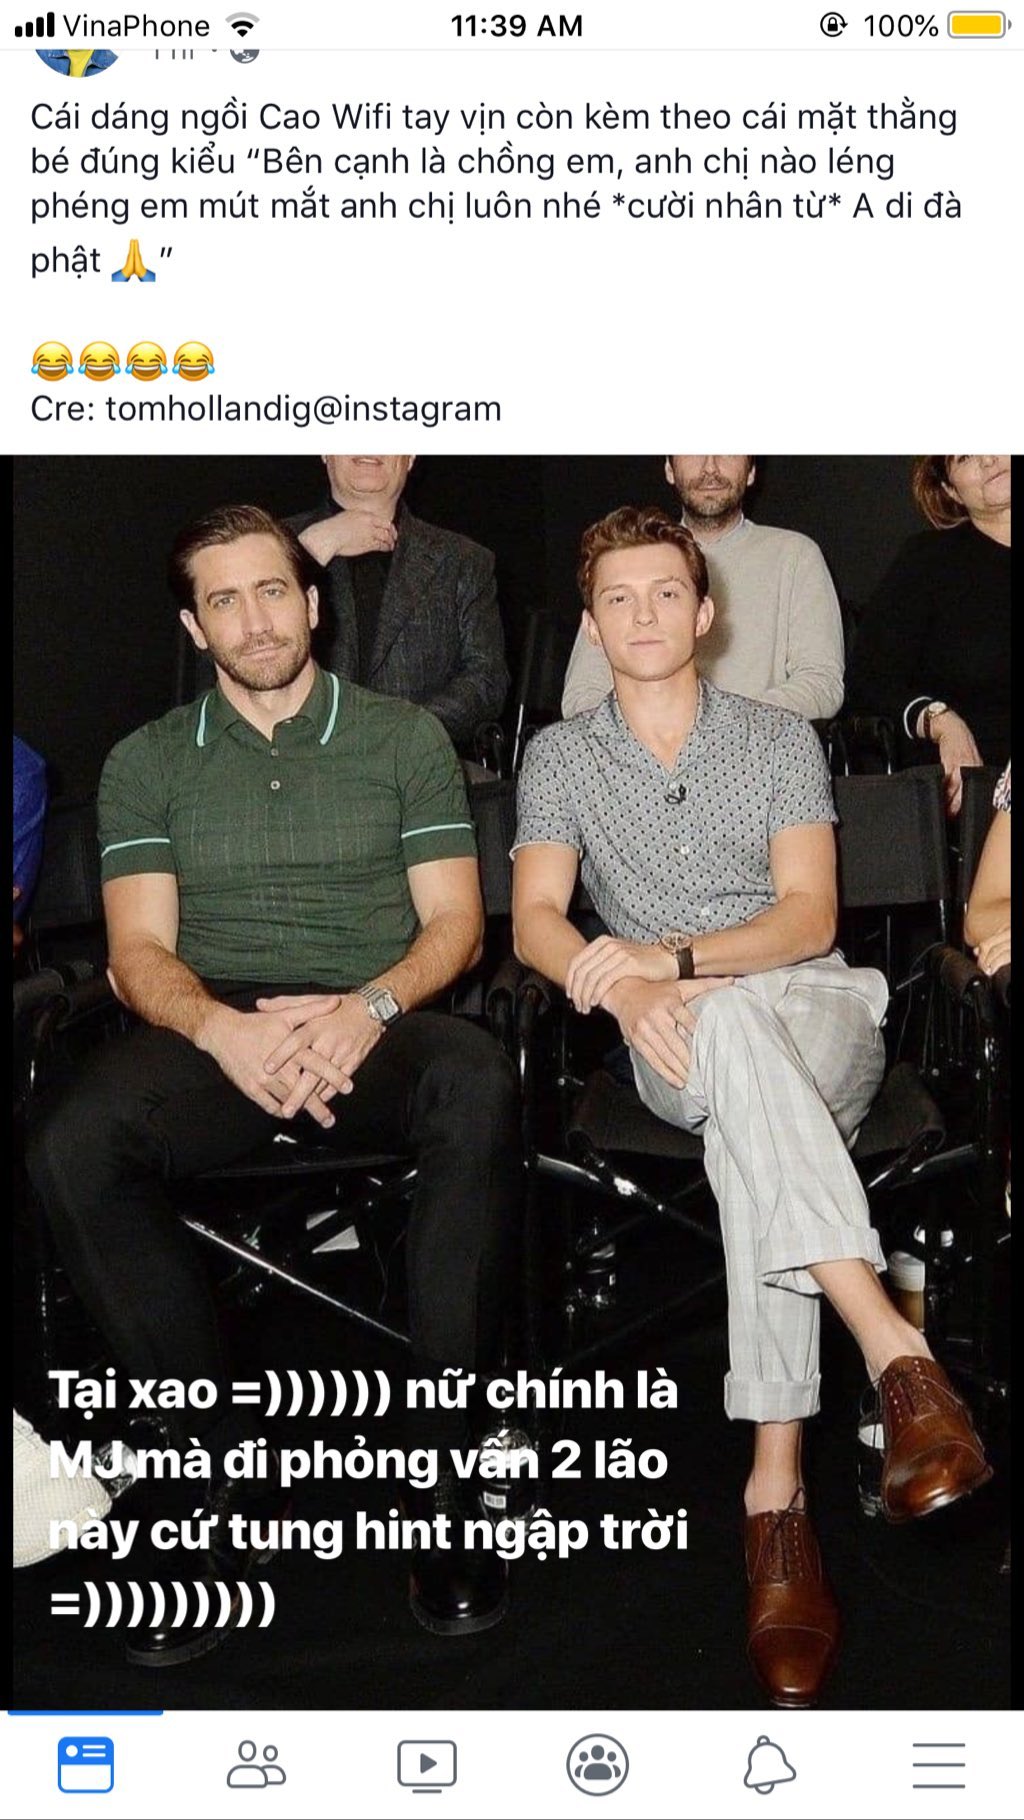 VinaPhone 11:39 AM 100%
Cái dáng ngồi Cao Wifi tay vịn còn kèm theo cái mặt thằng
bé đúng kiểu “Bên cạnh là chồng em, anh chị nào léng
phéng em mút mắt anh chị luôn nhé *cười nhân từ* A di đà
phật 🙏”
😂😂😂😂
Cre: tomhollandig@instagram
Tại xao =)))))) nữ chính là
MJ mà đi phỏng vấn 2 lão
này cứ tung hint ngập trời
=)))))))))